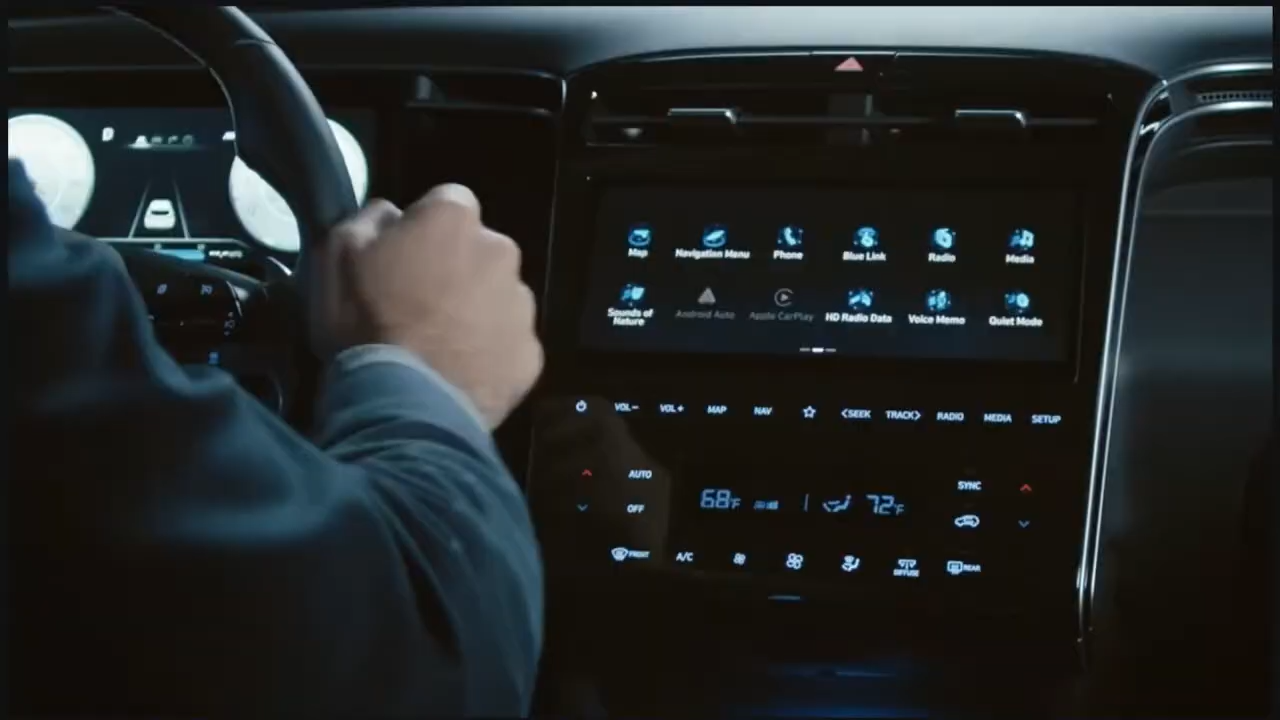 Map Navigation Menu Phone Blue Link Radio Media
Sounds of Nature Android Auto Apple CarPlay HD Radio Data Voice Memo Quiet Mode
VOL- VOL+ MAP NAV <SEEK TRACK> RADIO MEDIA SETUP
AUTO SYNC
68°F 72°F
OFF
FRONT A/C DIFFUSE REAR